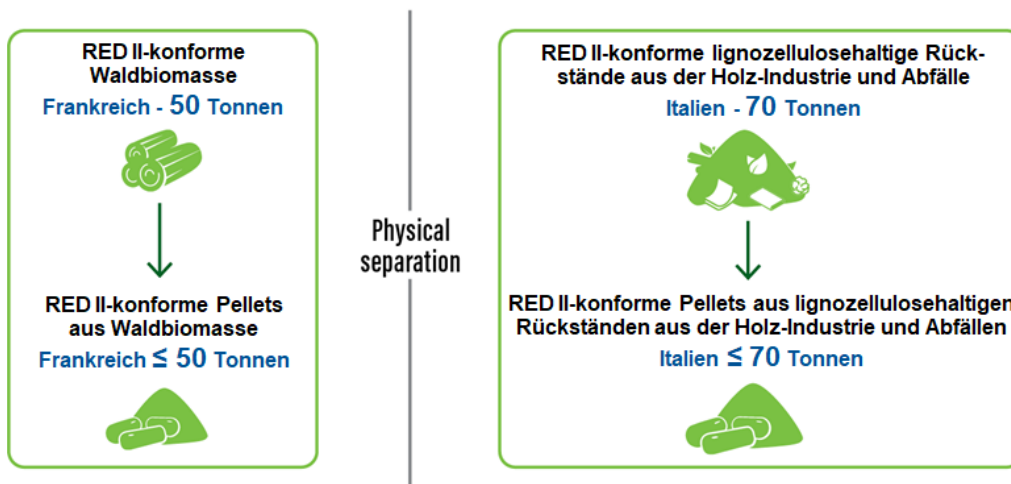 RED II-konforme
Waldbiomasse
Frankreich - 50 Tonnen
RED II-konforme Pellets
aus Waldbiomasse
Frankreich ≤ 50 Tonnen
Physical
separation
RED II-konforme lignozellulosehaltige Rück-
stände aus der Holz-Industrie und Abfälle
Italien - 70 Tonnen
RED II-konforme Pellets aus lignozellulosehaltigen
Rückständen aus der Holz-Industrie und Abfällen
Italien ≤ 70 Tonnen